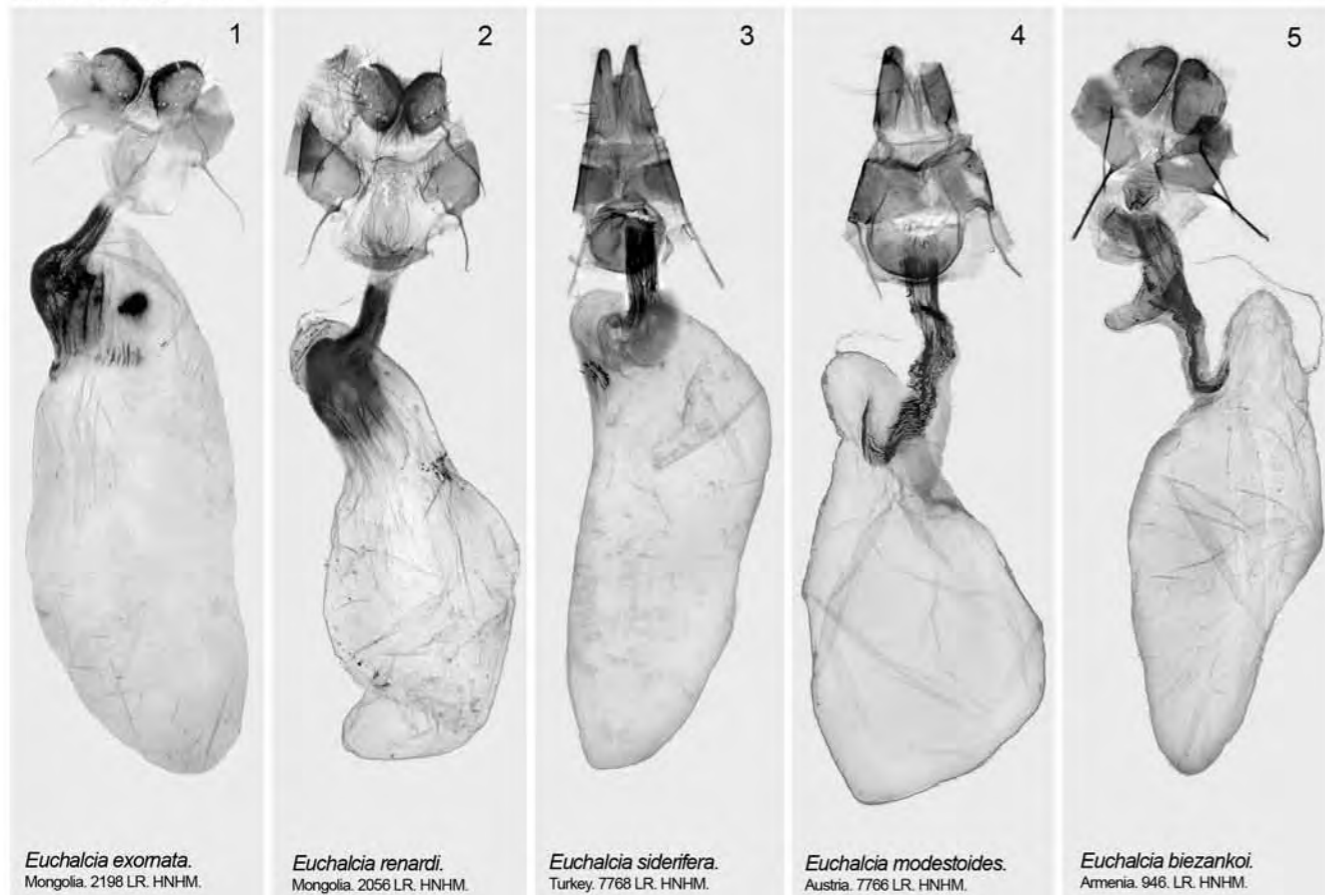 1
2
3
4
5
Euchalcia exornata.
Mongolia. 2198 LR. HNHM.
Euchalcia renardi.
Mongolia. 2056 LR. HNHM.
Euchalcia siderifera.
Turkey. 7768 LR. HNHM.
Euchalcia modestoides.
Austria. 7766 LR. HNHM.
Euchalcia biezankoi.
Armenia. 946. LR. HNHM.